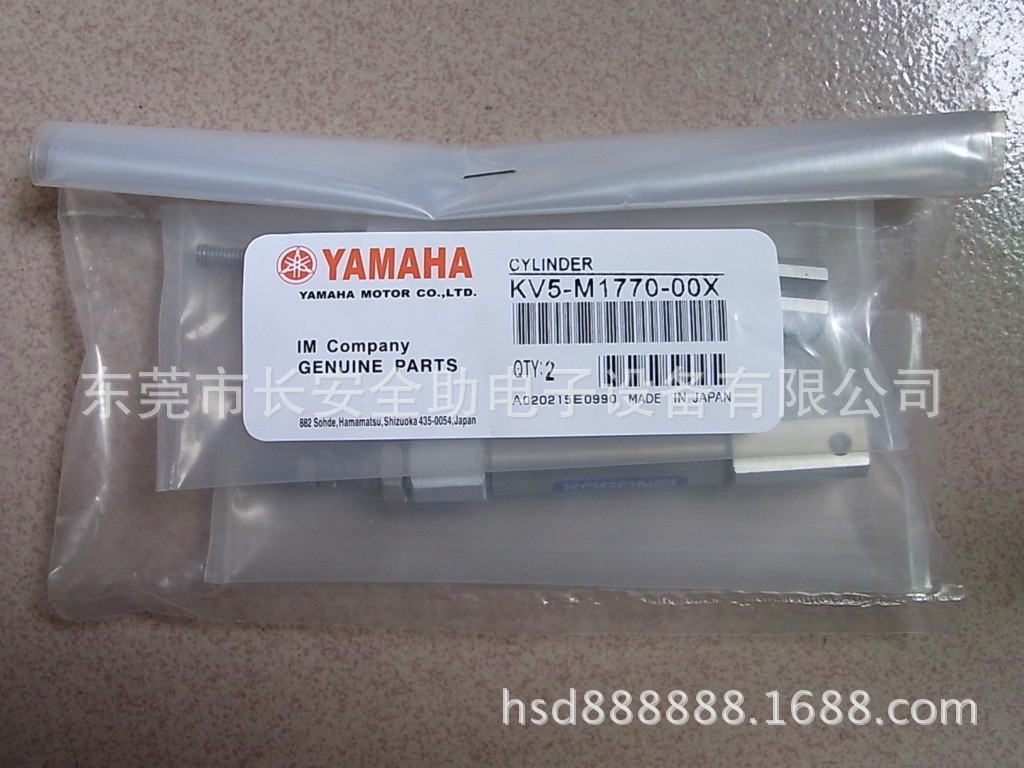 YAMAHA
YAMAHA MOTOR CO.,LTD.
IM Company
GENUINE PARTS
882 Sohde,Hamamatsu,Shizuoka 435-0054,Japan
CYLINDER
KV5-M1770-00X
QTY:2
A020215E0990 MADE IN JAPAN
东莞市长安全助电子设备有限公司
KOGANEI
hsd888888.1688.com